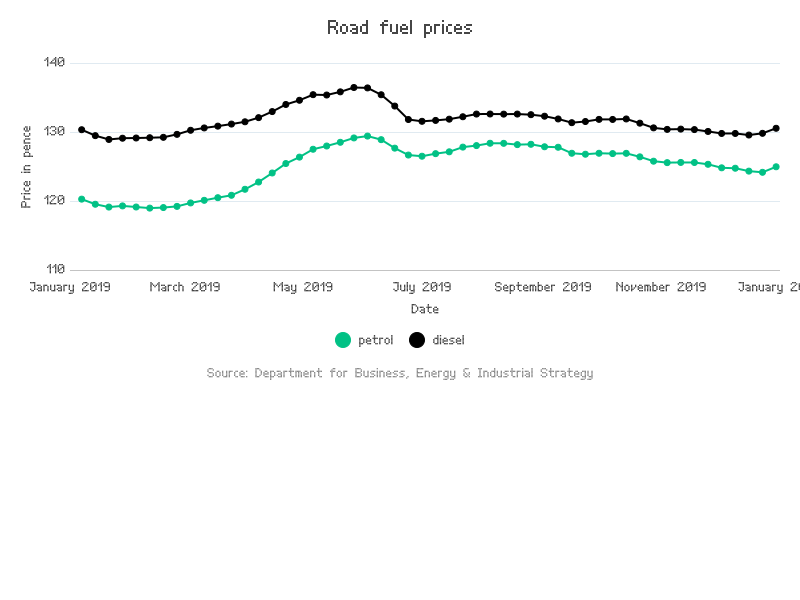 Road fuel prices
140
130
120
110
Price in pence
January 2019 March 2019 May 2019 July 2019 September 2019 November 2019 January
Date
petrol diesel
Source: Department for Business, Energy & Industrial Strategy